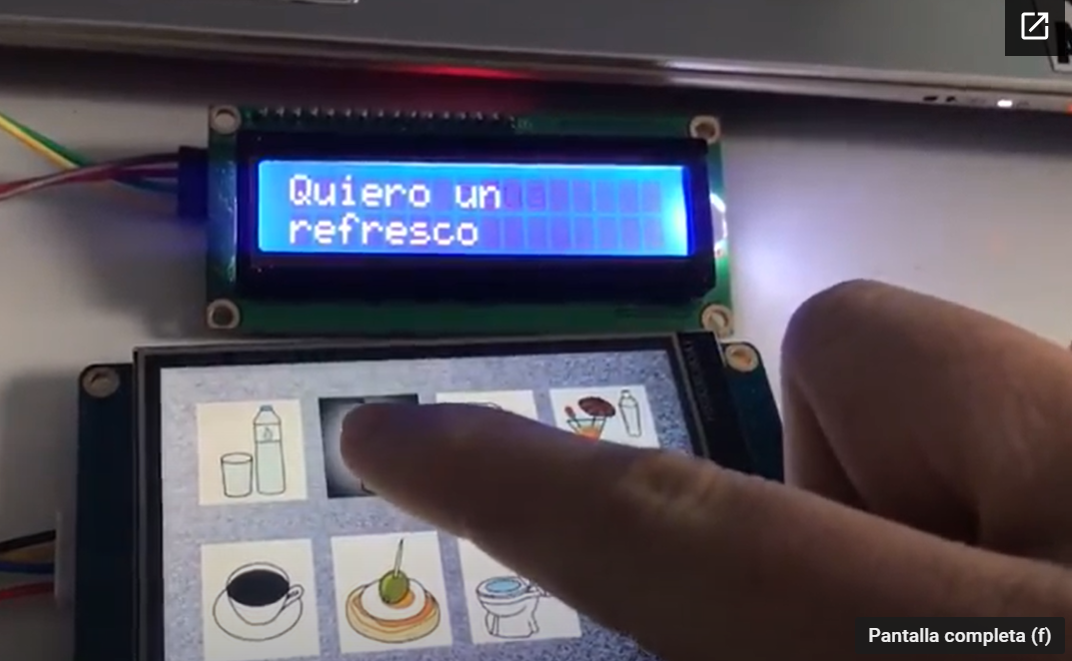 Quiero un
refresco
Pantalla completa (f)